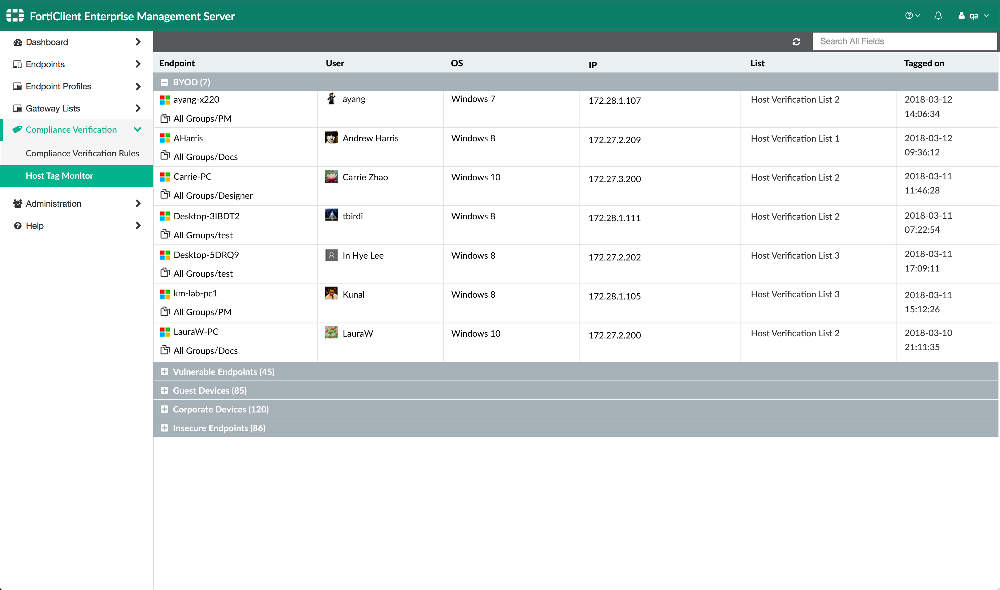 FortiClient Enterprise Management Server
qa
Dashboard
Endpoints
Endpoint Profiles
Gateway Lists
Compliance Verification
Compliance Verification Rules
Host Tag Monitor
Administration
Help
Search All Fields
Endpoint User OS IP List Tagged on
BYOD (7)
ayang-x220 ayang Windows 7 172.28.1.107 Host Verification List 2 2018-03-12
All Groups/PM 14:06:34
AHarris Andrew Harris Windows 8 172.27.2.209 Host Verification List 1 2018-03-12
All Groups/Docs 09:36:12
Carrie-PC Carrie Zhao Windows 10 172.27.3.200 Host Verification List 2 2018-03-11
All Groups/Designer 11:46:28
Desktop-3IBDT2 tbirdi Windows 8 172.28.1.111 Host Verification List 2 2018-03-11
All Groups/test 07:22:54
Desktop-5DRQ9 In Hye Lee Windows 8 172.27.2.202 Host Verification List 3 2018-03-11
All Groups/test 17:09:11
km-lab-pc1 Kunal Windows 8 172.28.1.105 Host Verification List 3 2018-03-11
All Groups/PM 15:12:26
LauraW-PC LauraW Windows 10 172.27.2.200 Host Verification List 2 2018-03-10
All Groups/Docs 21:11:35
Vulnerable Endpoints (45)
Guest Devices (85)
Corporate Devices (120)
Insecure Endpoints (86)